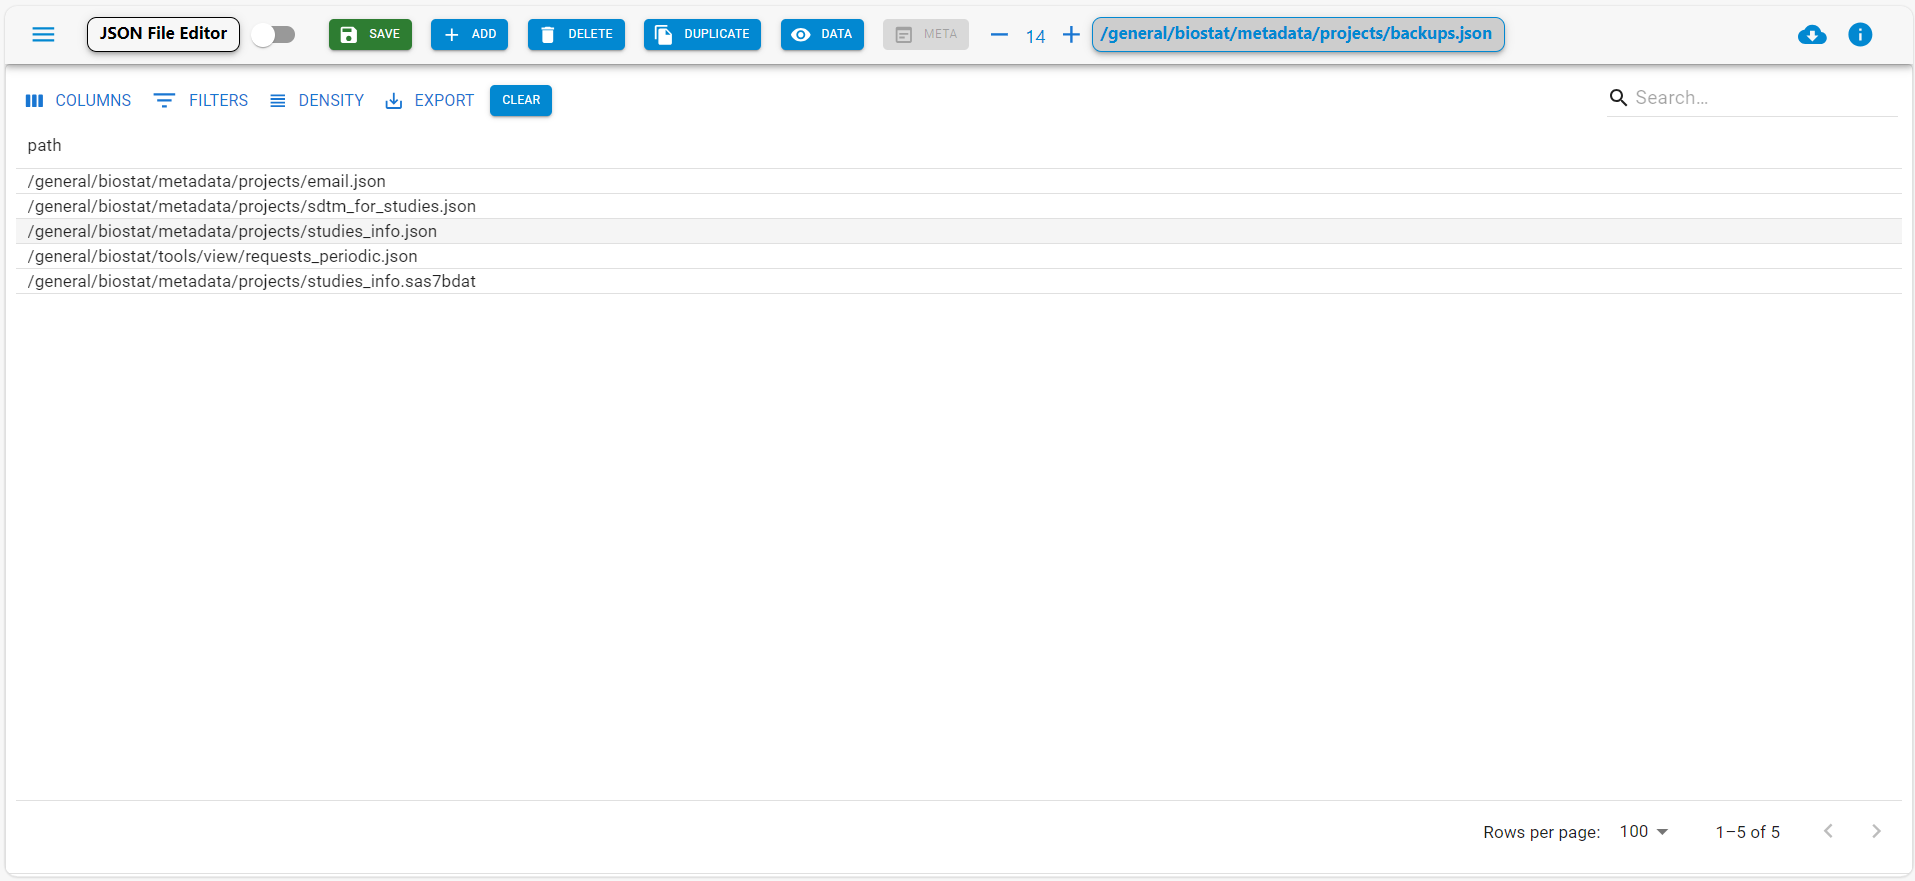 JSON File Editor
SAVE
ADD
DELETE
DUPLICATE
DATA
META
14
/general/biostat/metadata/projects/backups.json
COLUMNS
FILTERS
DENSITY
EXPORT
CLEAR
Search…
path
/general/biostat/metadata/projects/email.json
/general/biostat/metadata/projects/sdtm_for_studies.json
/general/biostat/metadata/projects/studies_info.json
/general/biostat/tools/view/requests_periodic.json
/general/biostat/metadata/projects/studies_info.sas7bdat
Rows per page: 100 1–5 of 5